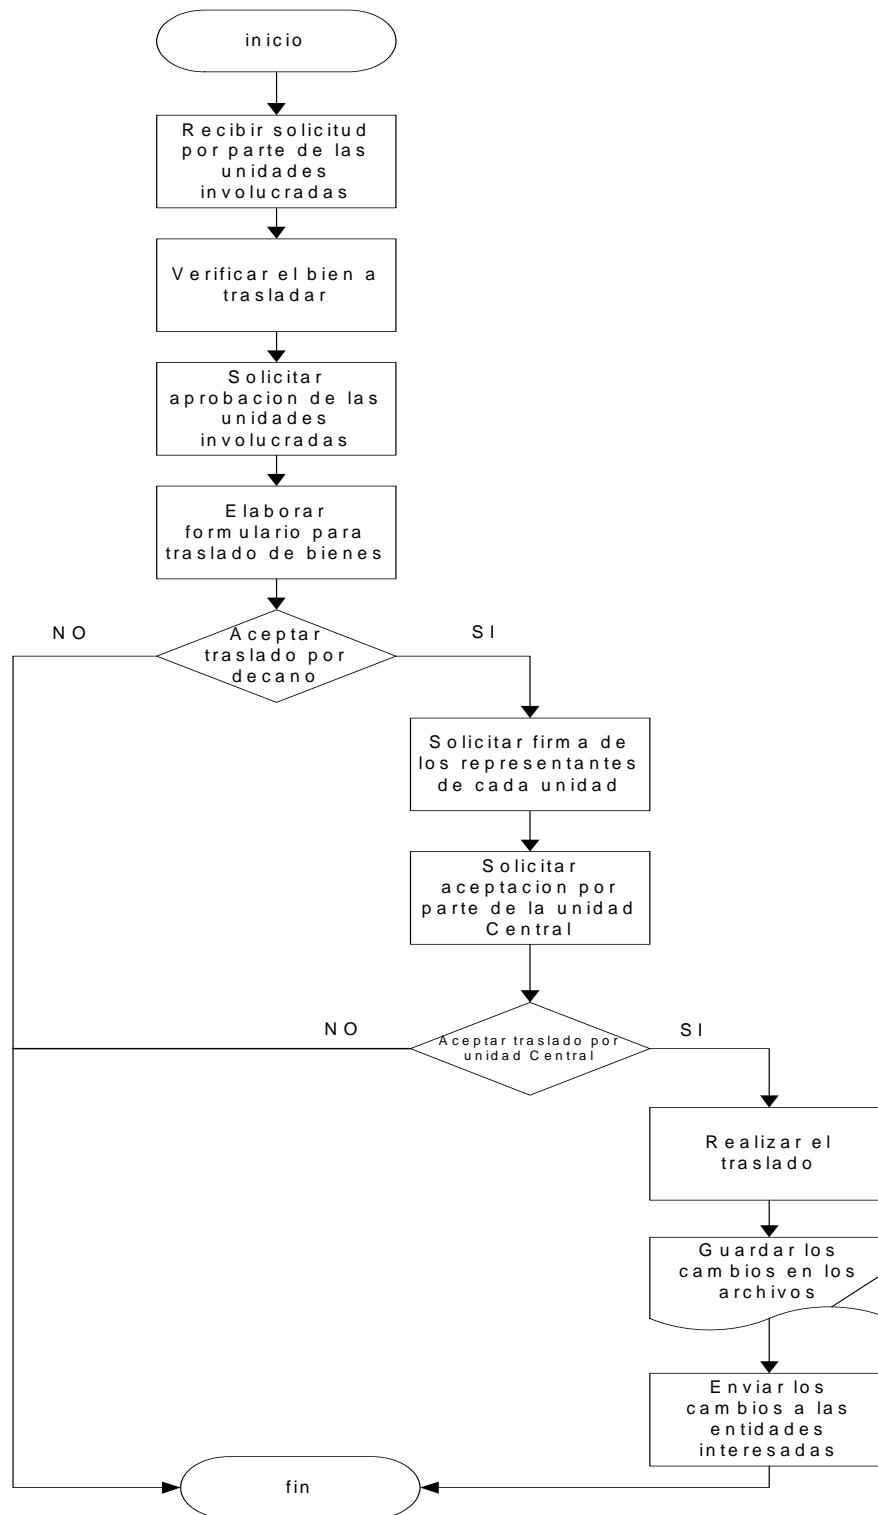 inicio
Recibir solicitud
por parte de las
unidades
involucradas
Verificar el bien a
trasladar
Solicitar
aprobacion de las
unidades
involucradas
Elaborar
formulario para
traslado de bienes
NO
Aceptar
traslado por
decano
SI
Solicitar firma de
los representantes
de cada unidad
Solicitar
aceptacion por
parte de la unidad
Central
NO
Aceptar traslado por
unidad Central
SI
Realizar el
traslado
Guardar los
cambios en los
archivos
Enviar los
cambios a las
entidades
interesadas
fin